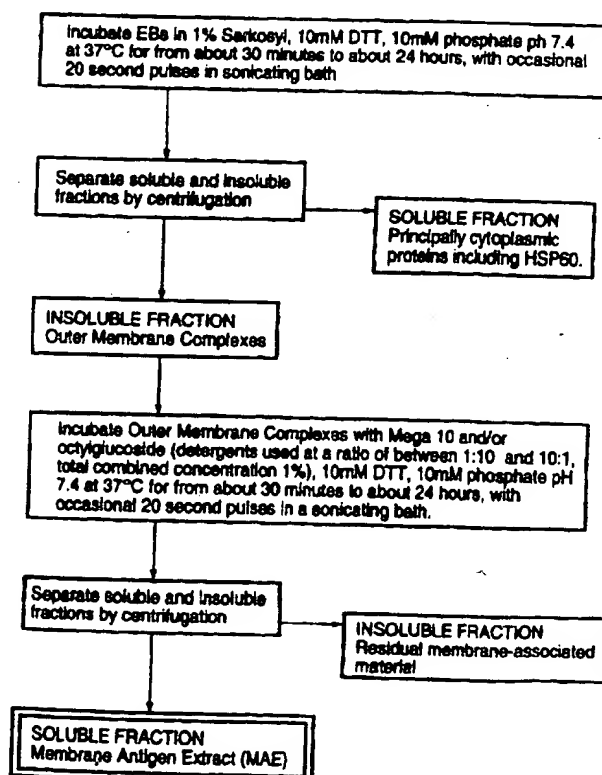 Incubate EBs in 1% Sarkosyl, 10mM DTT, 10mM phosphate ph 7.4
at 37°C for from about 30 minutes to about 24 hours, with occasional
20 second pulses in sonicating bath
Separate soluble and insoluble
fractions by centrifugation
SOLUBLE FRACTION
Principally cytoplasmic
proteins including HSP60.
INSOLUBLE FRACTION
Outer Membrane Complexes
Incubate Outer Membrane Complexes with Mega 10 and/or
octylglucoside (detergents used at a ratio of between 1:10 and 10:1,
total combined concentration 1%), 10mM DTT, 10mM phosphate pH
7.4 at 37°C for from about 30 minutes to about 24 hours, with
occasional 20 second pulses in a sonicating bath.
Separate soluble and insoluble
fractions by centrifugation
INSOLUBLE FRACTION
Residual membrane-associated
material
SOLUBLE FRACTION
Membrane Antigen Extract (MAE)